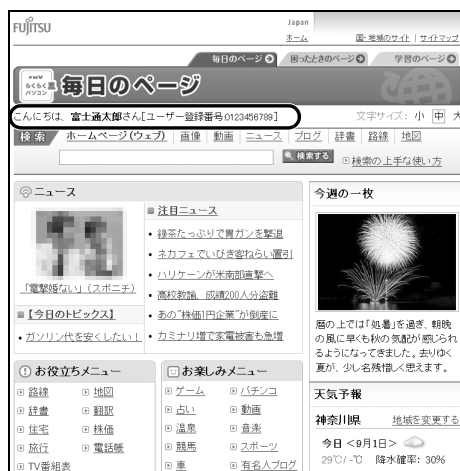 FUJITSU
Japan
ホーム
国・地域のサイト | サイトマップ
毎日のページ
困ったときのページ
学習のページ
FMV
らくらく
パソコン
毎日のページ
こんにちは、富士通太郎さん[ユーザー登録番号:0123456789]
文字サイズ: 小 中 大
検索
ホームページ(ウェブ) | 画像 | 動画 | ニュース | ブログ | 辞書 | 路線 | 地図
検索する
検索の上手な使い方
ニュース
注目ニュース
・緑茶たっぷりで胃ガンを撃退
・ネカフェでいびき客ねらい置引
・ハリケーンが米南部直撃へ
・高校教諭、成績200人分盗難
・あの"株価1円企業"が倒産に
・カミナリ増で家電被害も急増
「電撃婚ない」(スポニチ)
【今日のトピックス】
・ガソリン代を安くしたい!
お役立ちメニュー
路線
地図
辞書
翻訳
住宅
株価
旅行
電話帳
TV番組表
お楽しみメニュー
ゲーム
パチンコ
占い
動画
温泉
音楽
競馬
スポーツ
車
有名人ブログ
今週の一枚
暦の上では「処暑」を過ぎ、朝晩
の風に早くも秋の気配が感じられ
るようになってきました。去りゆく
夏が、少し名残惜しく思えます。
天気予報
神奈川県
地域を変更する
今日 <9月1日>
29℃/-℃ 降水確率: 30%